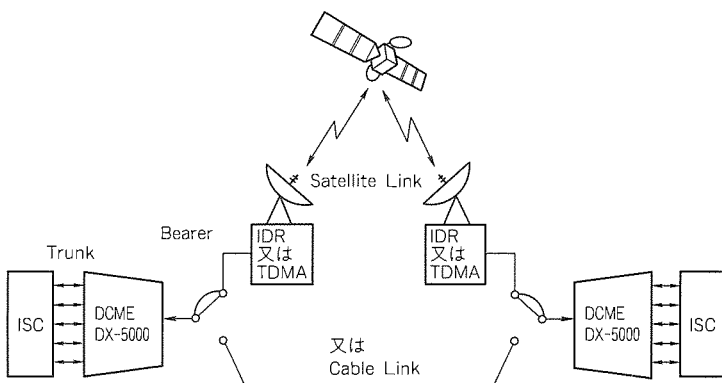 Satellite Link
IDR
又は
TDMA
IDR
又は
TDMA
Trunk
Bearer
ISC
DCME
DX-5000
DCME
DX-5000
ISC
又は
Cable Link